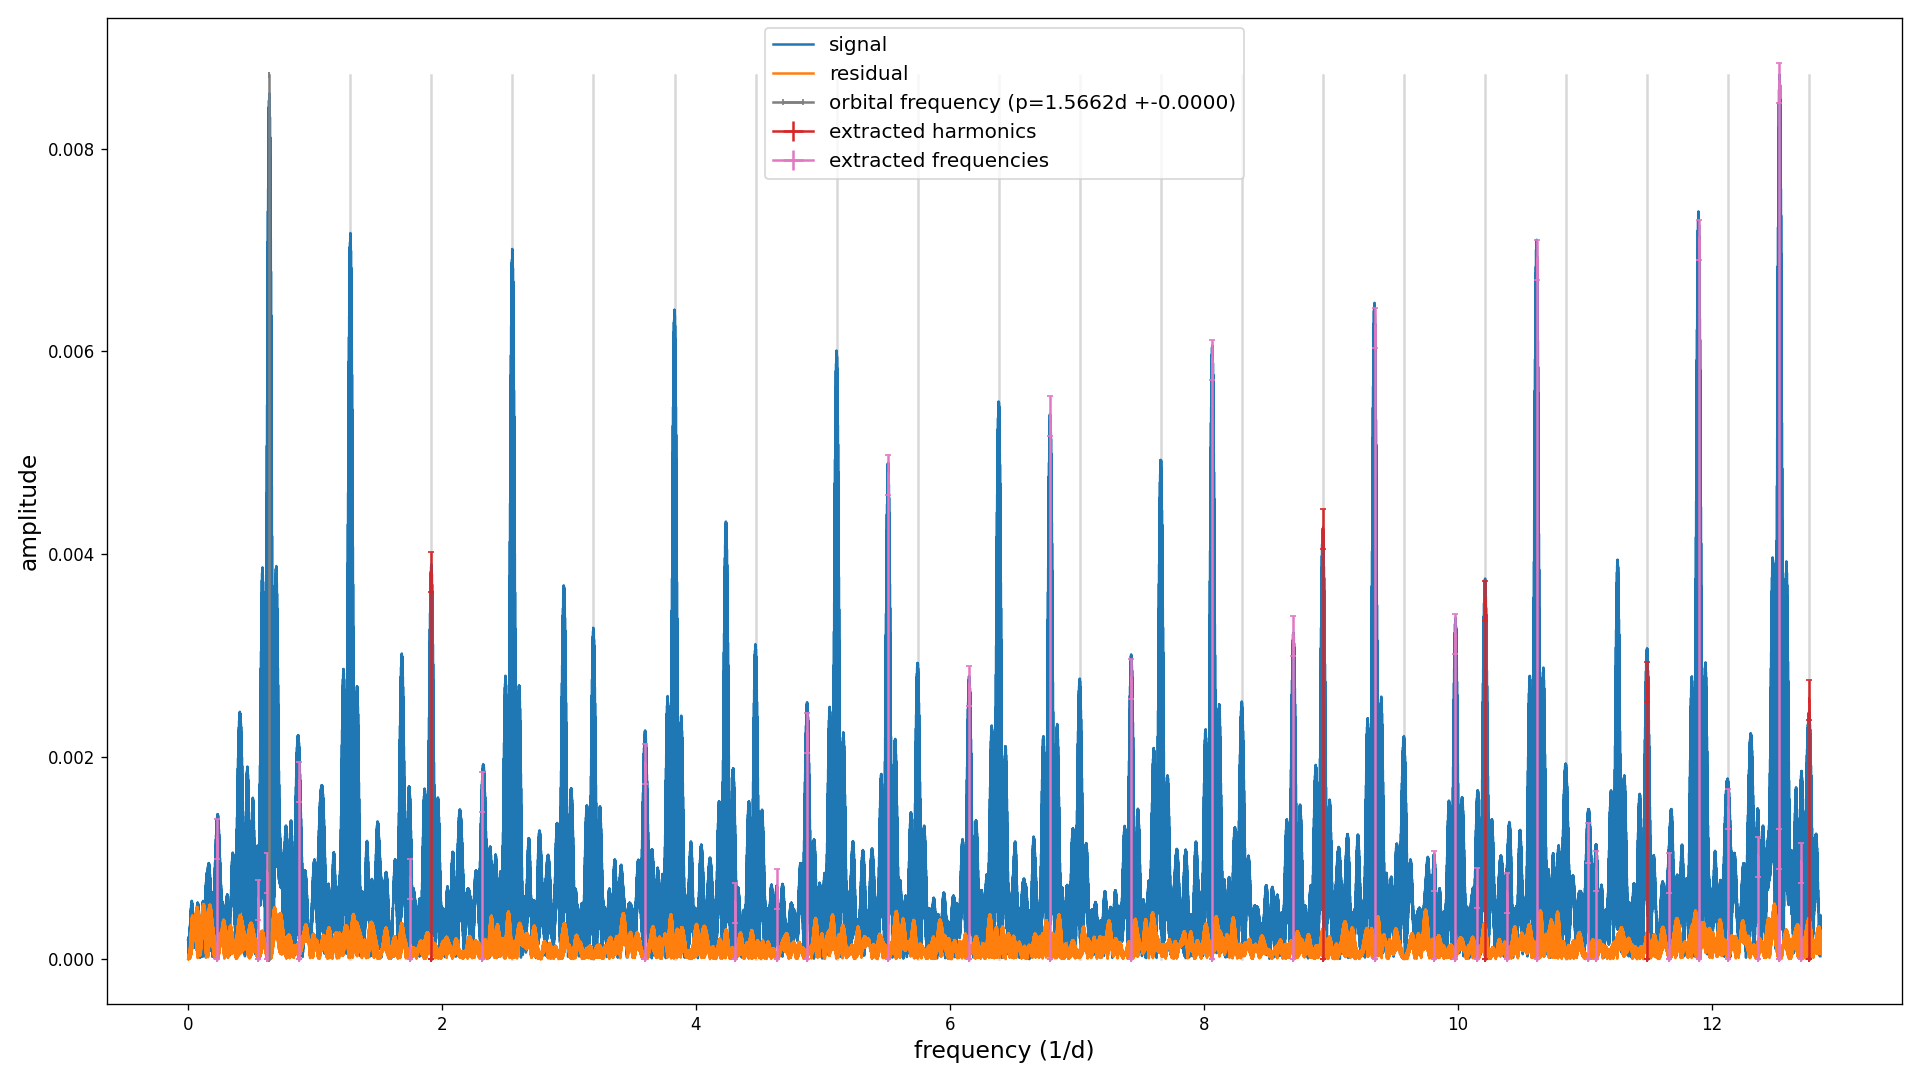 signal
residual
orbital frequency (p=1.5662d +-0.0000)
extracted harmonics
extracted frequencies
amplitude
0.008
0.006
0.004
0.002
0.000
0 2 4 6 8 10 12
frequency (1/d)